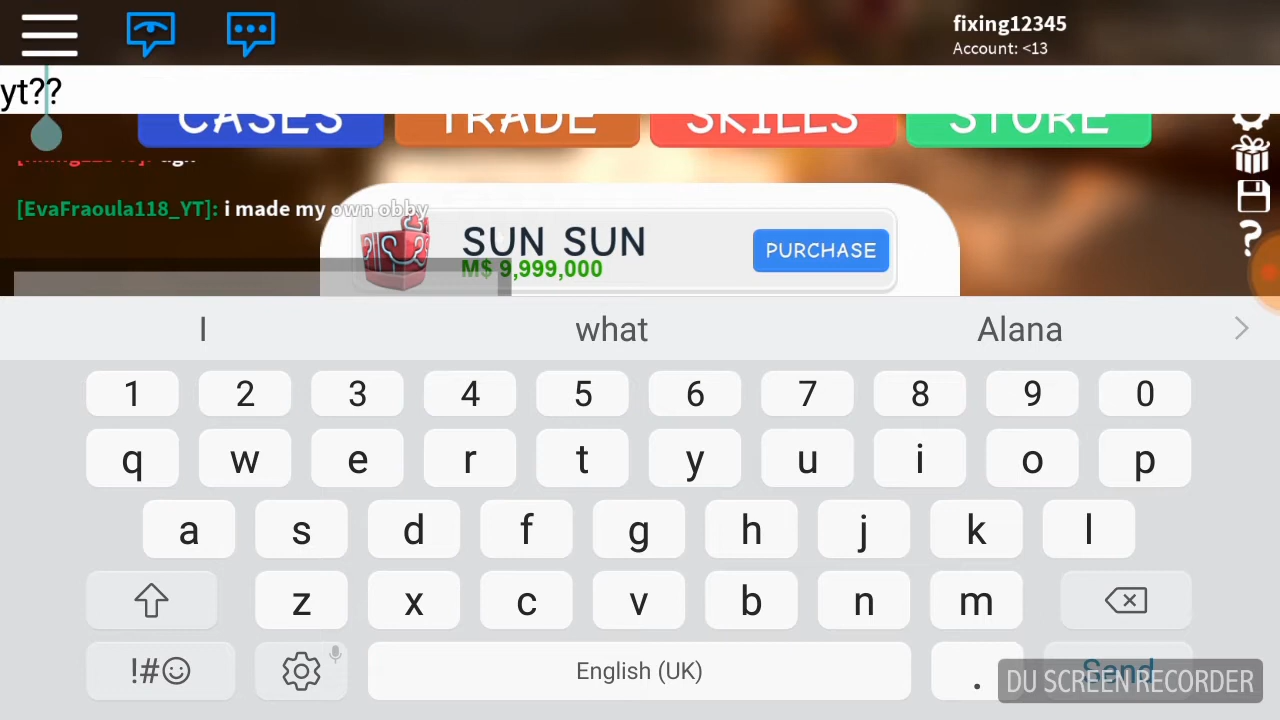 fixing12345
Account: <13
yt??
CASES TRADE SKILLS STORE
[EvaFraoula118_YT]: i made my own obby
SUN SUN
M$ 9,999,000
PURCHASE
I what Alana
1 2 3 4 5 6 7 8 9 0
q w e r t y u i o p
a s d f g h j k l
z x c v b n m
!#☺ English (UK) . Send
DU SCREEN RECORDER